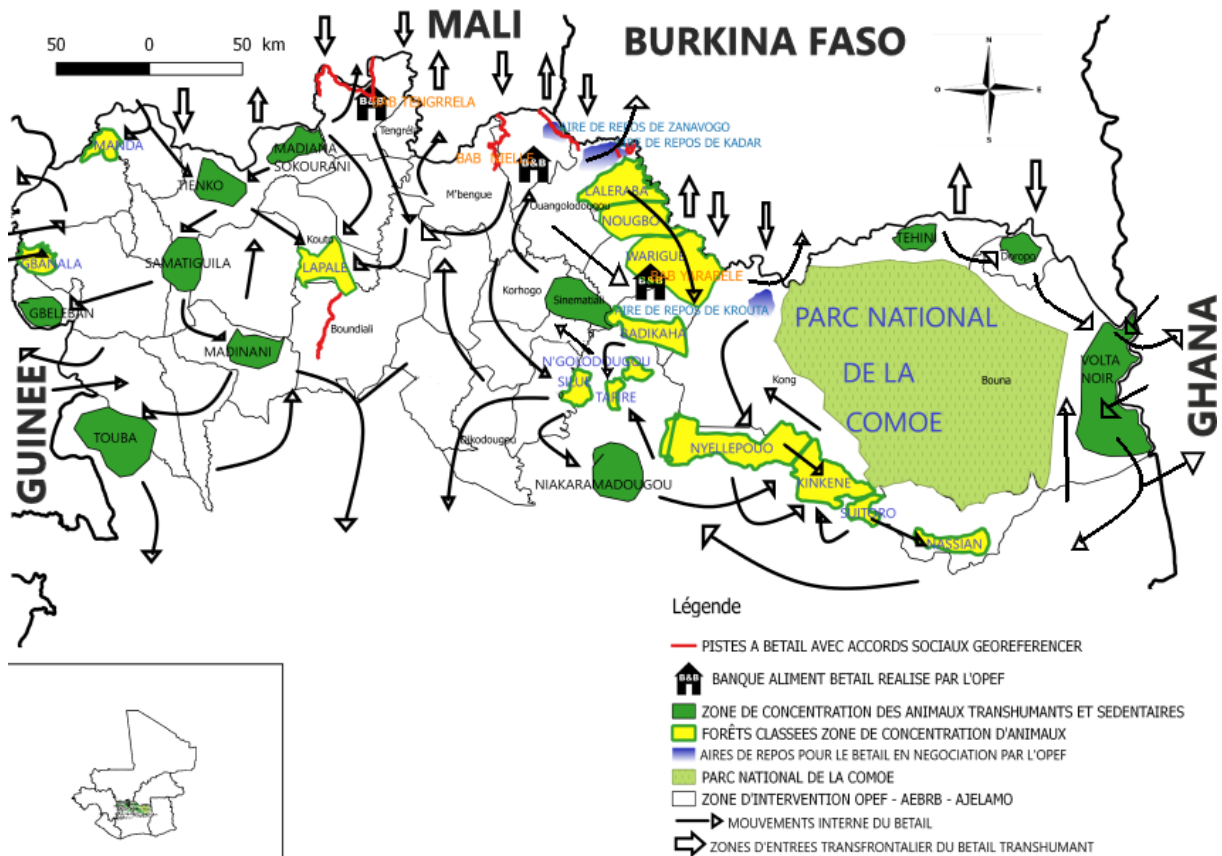 50 0 50 km
MALI
BURKINA FASO
N
O E
S
BAB TENGRRELA
B&B
Tengréla
MANDA
MADIANA
SOKOURANI
TIENKO
AIRE DE REPOS DE ZANAVOGO
AIRE DE REPOS DE KADAR
BAB NIELLE
B&B
M'bengue
Ouangolodougou
LALERABA
NOUGBO
WARIGUE
BAB YARABELE
B&B
GBANALA
SAMATIGUILA
Kouto
LAPALE
Korhogo
Sinematiali
AIRE DE REPOS DE KROUTA
BADIKAHA
GBELEBAN
Boundiali
MADINANI
N'GOLODOUGOU
SILUE
TAFIRE
Kong
TEHINI
Doropo
PARC NATIONAL
DE LA
COMOE
Bouna
VOLTA
NOIR
GHANA
GUINEE
TOUBA
Dikodougou
NIAKARAMADOUGOU
NYELLEPOUO
KINKENE
SUITORO
NASSIAN
Légende
PISTES A BETAIL AVEC ACCORDS SOCIAUX GEOREFERENCER
B&B BANQUE ALIMENT BETAIL REALISE PAR L'OPEF
ZONE DE CONCENTRATION DES ANIMAUX TRANSHUMANTS ET SEDENTAIRES
FORÊTS CLASSEES ZONE DE CONCENTRATION D'ANIMAUX
AIRES DE REPOS POUR LE BETAIL EN NEGOCIATION PAR L'OPEF
PARC NATIONAL DE LA COMOE
ZONE D'INTERVENTION OPEF - AEBRB - AJELAMO
MOUVEMENTS INTERNE DU BETAIL
ZONES D'ENTREES TRANSFRONTALIER DU BETAIL TRANSHUMANT